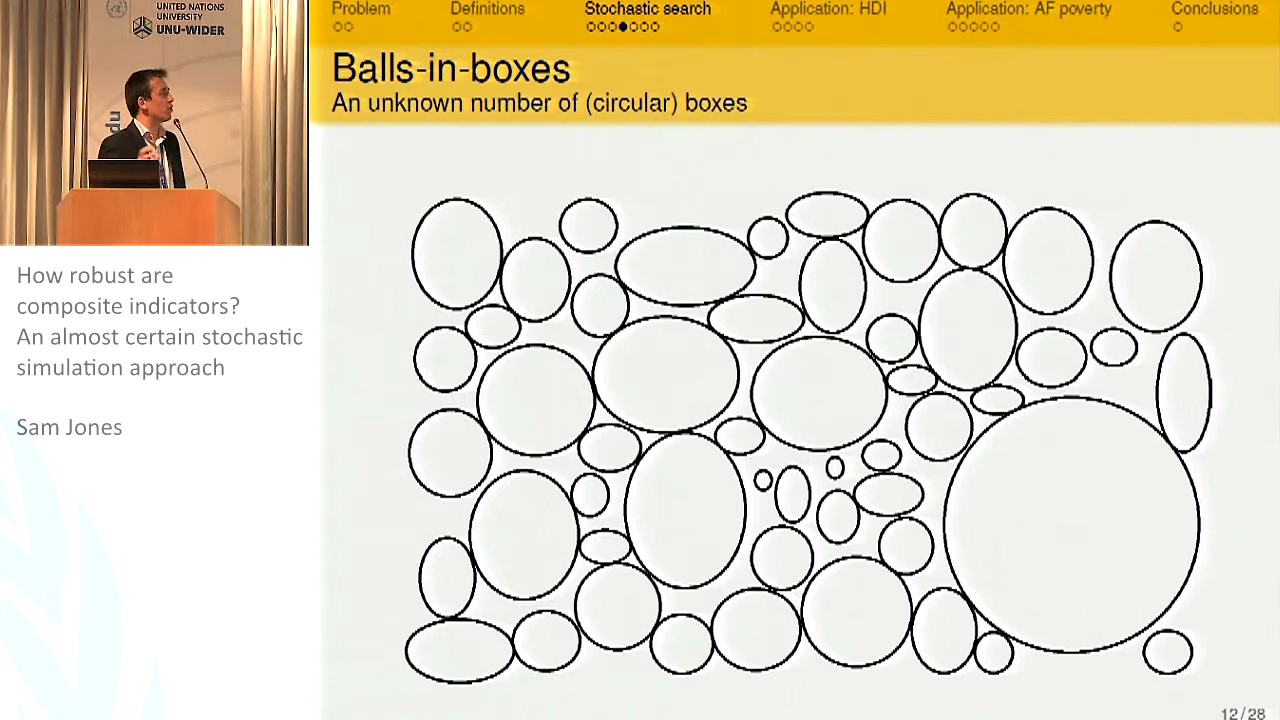 UNITED NATIONS
UNIVERSITY
UNU-WIDER
du
Problem
Definitions
Stochastic search
Application: HDI
Application: AF poverty
Conclusions
Balls-in-boxes
An unknown number of (circular) boxes
How robust are
composite indicators?
An almost certain stochastic
simulation approach
Sam Jones
12/28